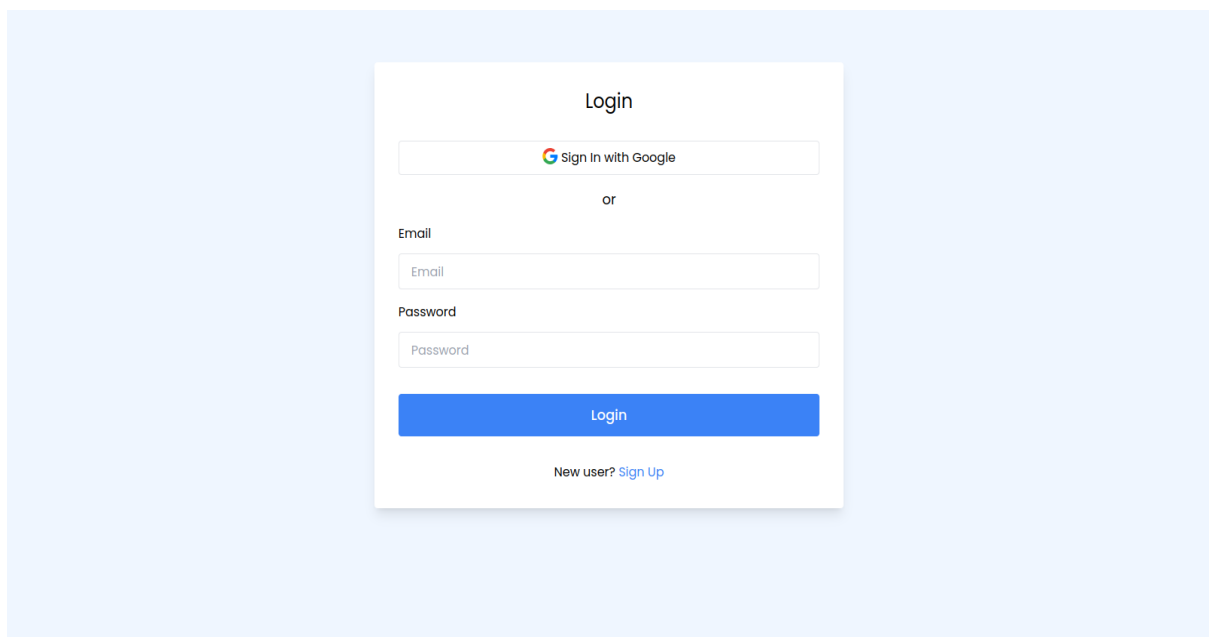 Login
Sign In with Google
or
Email
Email
Password
Password
Login
New user? Sign Up